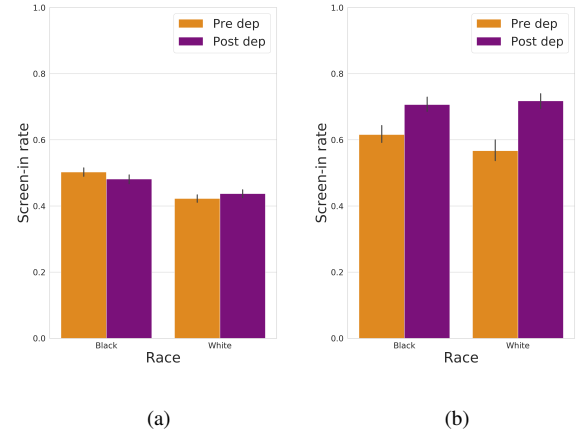 1.0
0.8
0.6
0.4
0.2
0.0
Screen-in rate
Pre dep
Post dep
Black
White
Race
(a)
1.0
0.8
0.6
0.4
0.2
0.0
Screen-in rate
Pre dep
Post dep
Black
White
Race
(b)